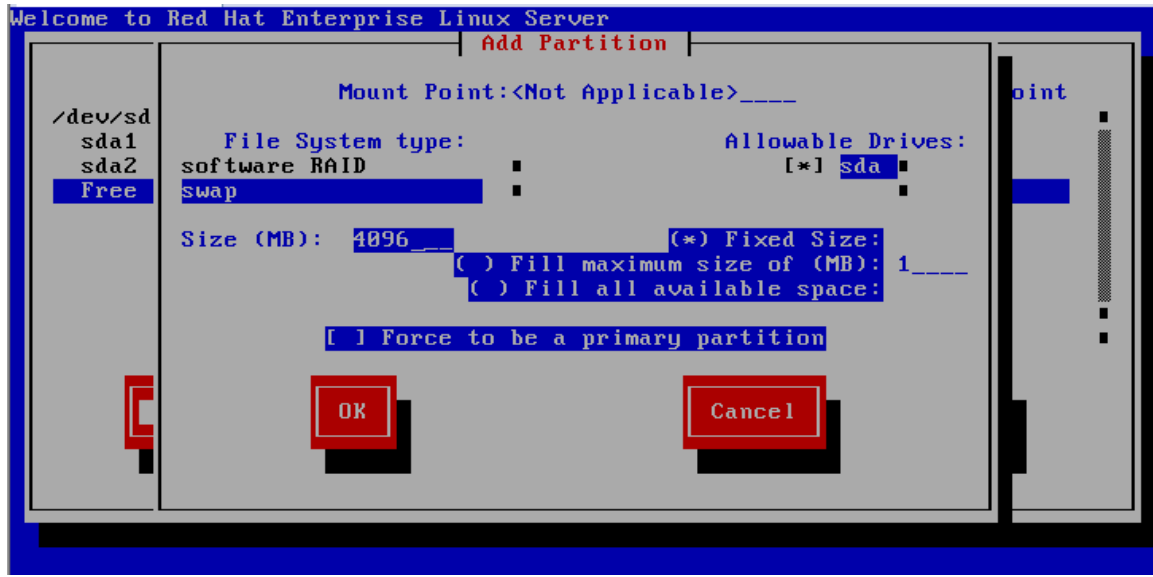 Welcome to Red Hat Enterprise Linux Server
Add Partition
Mount Point:<Not Applicable>____
oint
/dev/sd
sda1
File System type:
Allowable Drives:
sda2
software RAID
[*] sda
Free
swap
Size (MB): 4096___
(*) Fixed Size:
( ) Fill maximum size of (MB): 1____
( ) Fill all available space:
[ ] Force to be a primary partition
OK
Cancel